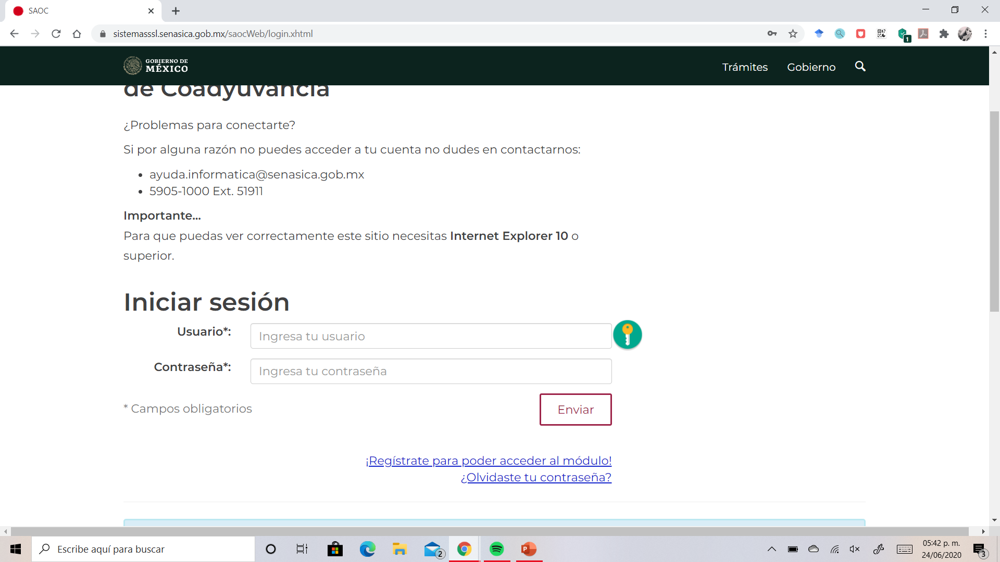 SAOC
sistemasssl.senasica.gob.mx/saocWeb/login.xhtml
1
GOBIERNO DE
MÉXICO
Trámites
Gobierno
de Coadyuvancia
¿Problemas para conectarte?
Si por alguna razón no puedes acceder a tu cuenta no dudes en contactarnos:
ayuda.informatica@senasica.gob.mx
5905-1000 Ext. 51911
Importante...
Para que puedas ver correctamente este sitio necesitas Internet Explorer 10 o
superior.
Iniciar sesión
Usuario*:
Ingresa tu usuario
Contraseña*:
Ingresa tu contraseña
* Campos obligatorios
Enviar
¡Regístrate para poder acceder al módulo!
¿Olvidaste tu contraseña?
Escribe aquí para buscar
2
05:42 p. m.
24/06/2020
3